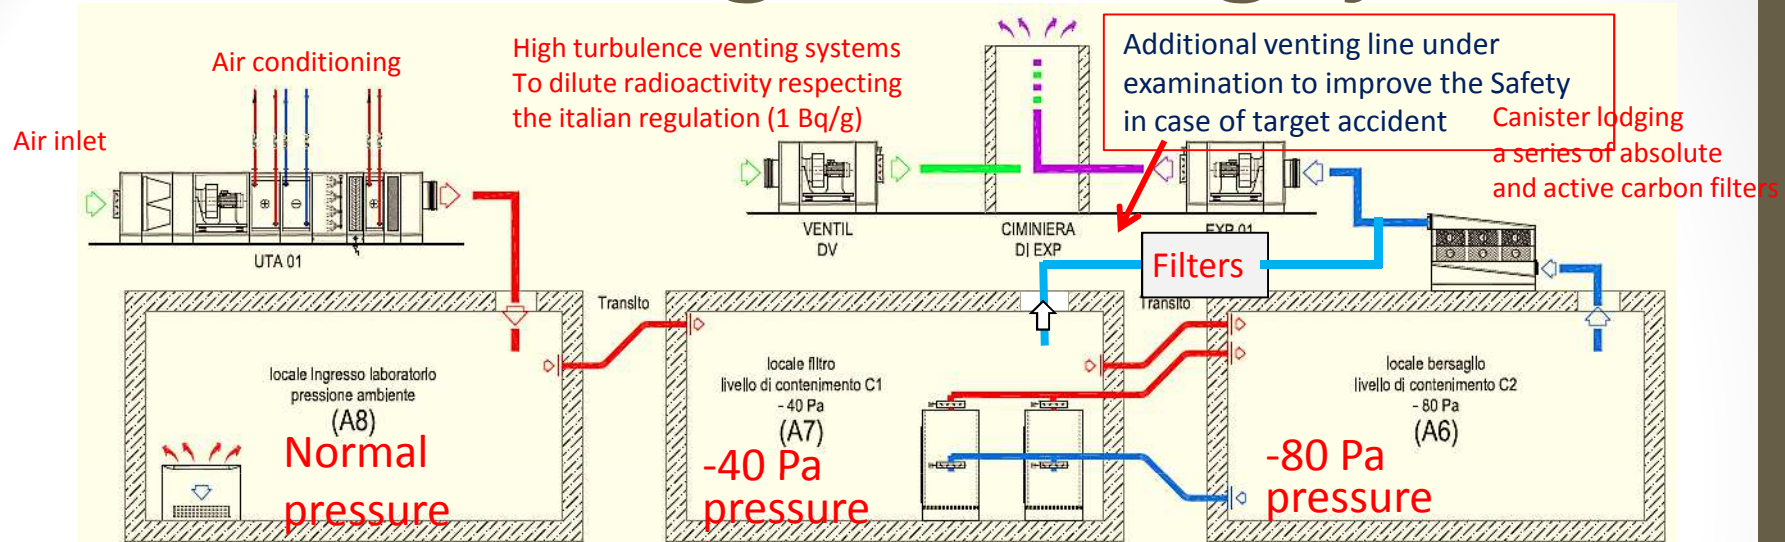 Air conditioning
Air inlet
High turbulence venting systems
To dilute radioactivity respecting
the italian regulation (1 Bq/g)
Additional venting line under
examination to improve the Safety
in case of target accident
Canister lodging
a series of absolute
and active carbon filters
UTA 01
VENTIL
DV
CIMINIERA
DI EXP
EXP 01
Filters
Transito
Transito
locale Ingresso laboratorio
pressione ambiente
(A8)
Normal
pressure
locale filtro
livello di contenimento C1
- 40 Pa
(A7)
-40 Pa
pressure
locale bersaglio
livello di contenimento C2
- 80 Pa
(A6)
-80 Pa
pressure